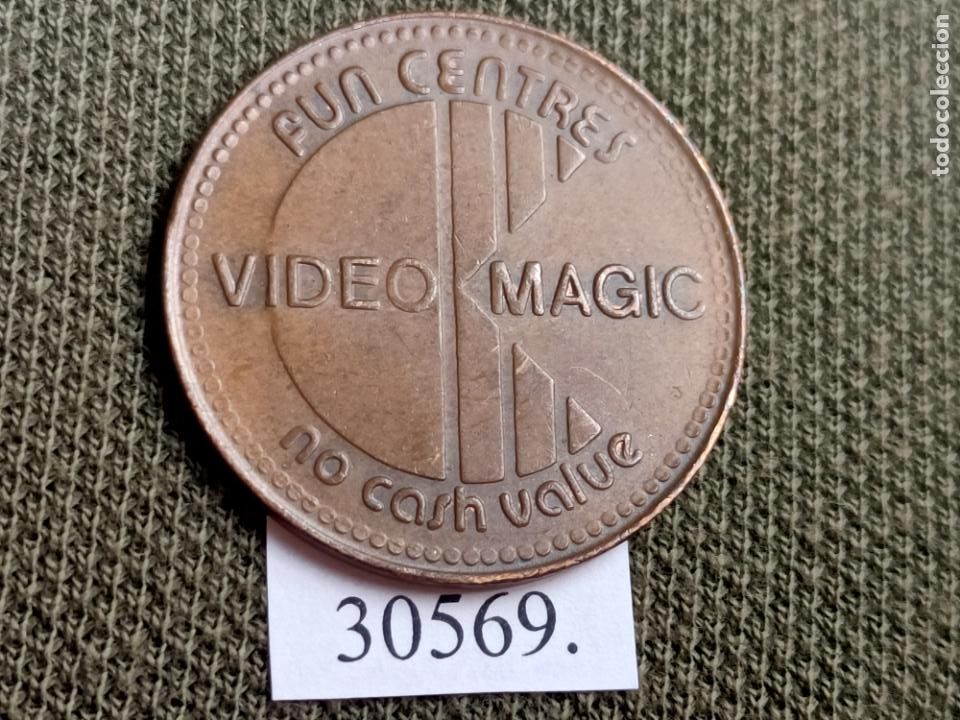 FUN CENTRES
VIDEO MAGIC
no cash value
30569.
todocoleccion